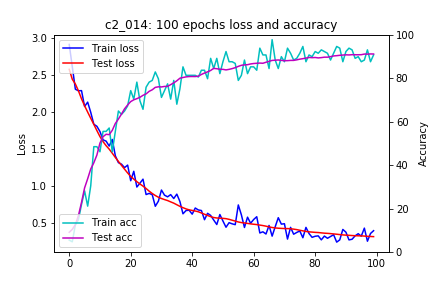 c2_014: 100 epochs loss and accuracy
Train loss
Test loss
Train acc
Test acc
Loss
3.0
2.5
2.0
1.5
1.0
0.5
Accuracy
100
80
60
40
20
0
0
20
40
60
80
100